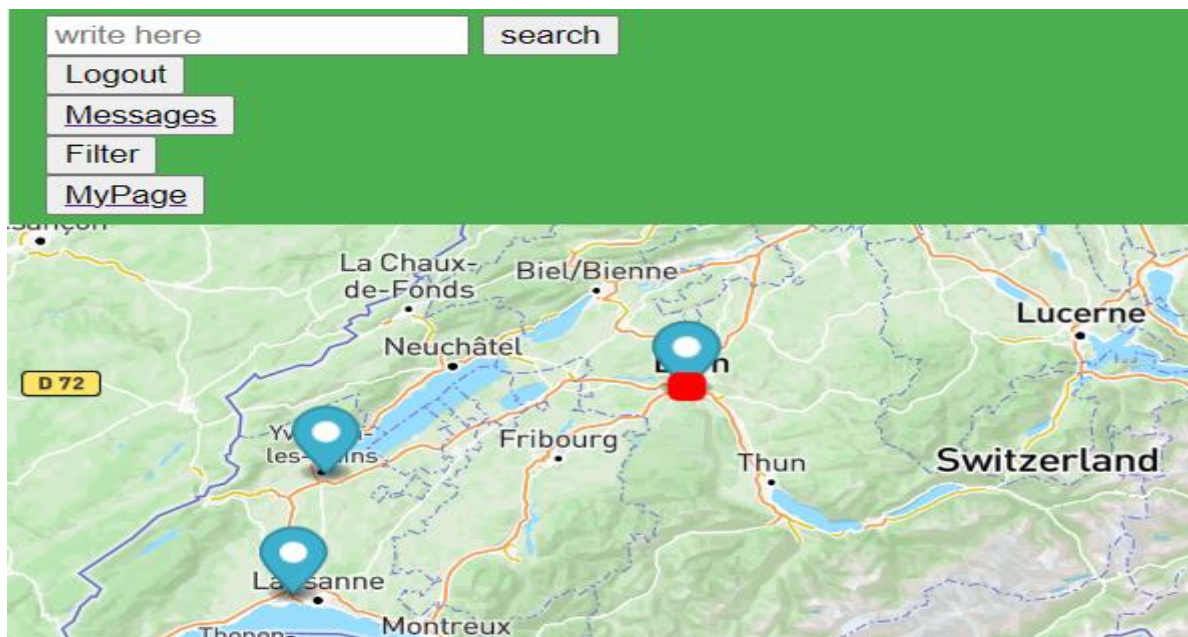 write here search
Logout
Messages
Filter
MyPage
La Chaux-
de-Fonds
Biel/Bienne
Lucerne
Neuchâtel
D 72
Fribourg
Thun
Switzerland
Montreux